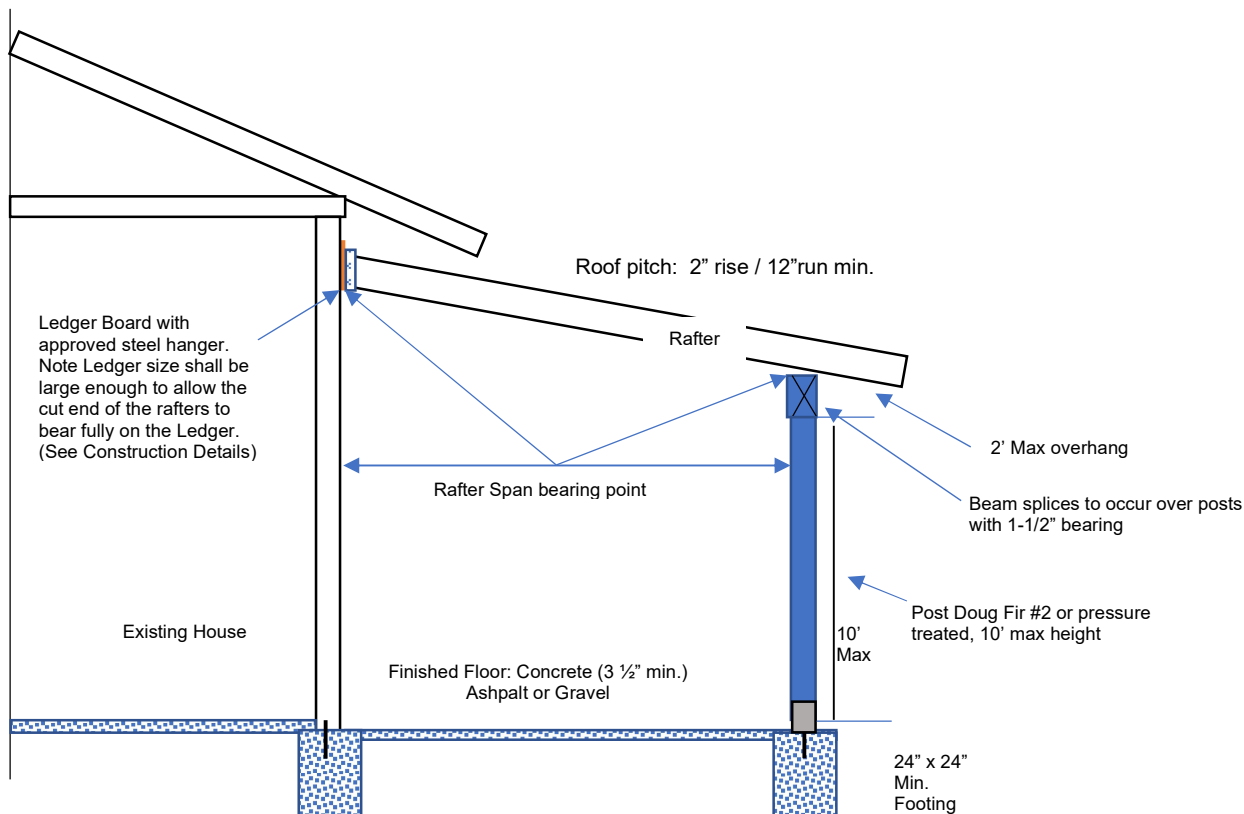 Roof pitch:  2” rise / 12”run min.
Ledger Board with
approved steel hanger.
Note Ledger size shall be
large enough to allow the
cut end of the rafters to
bear fully on the Ledger.
(See Construction Details)
Rafter
2’ Max overhang
Rafter Span bearing point
Beam splices to occur over posts
with 1-1/2” bearing
Existing House
Post Doug Fir #2 or pressure
treated, 10’ max height
10’
Max
Finished Floor: Concrete (3 ½” min.)
Ashpalt or Gravel
24” x 24”
Min.
Footing